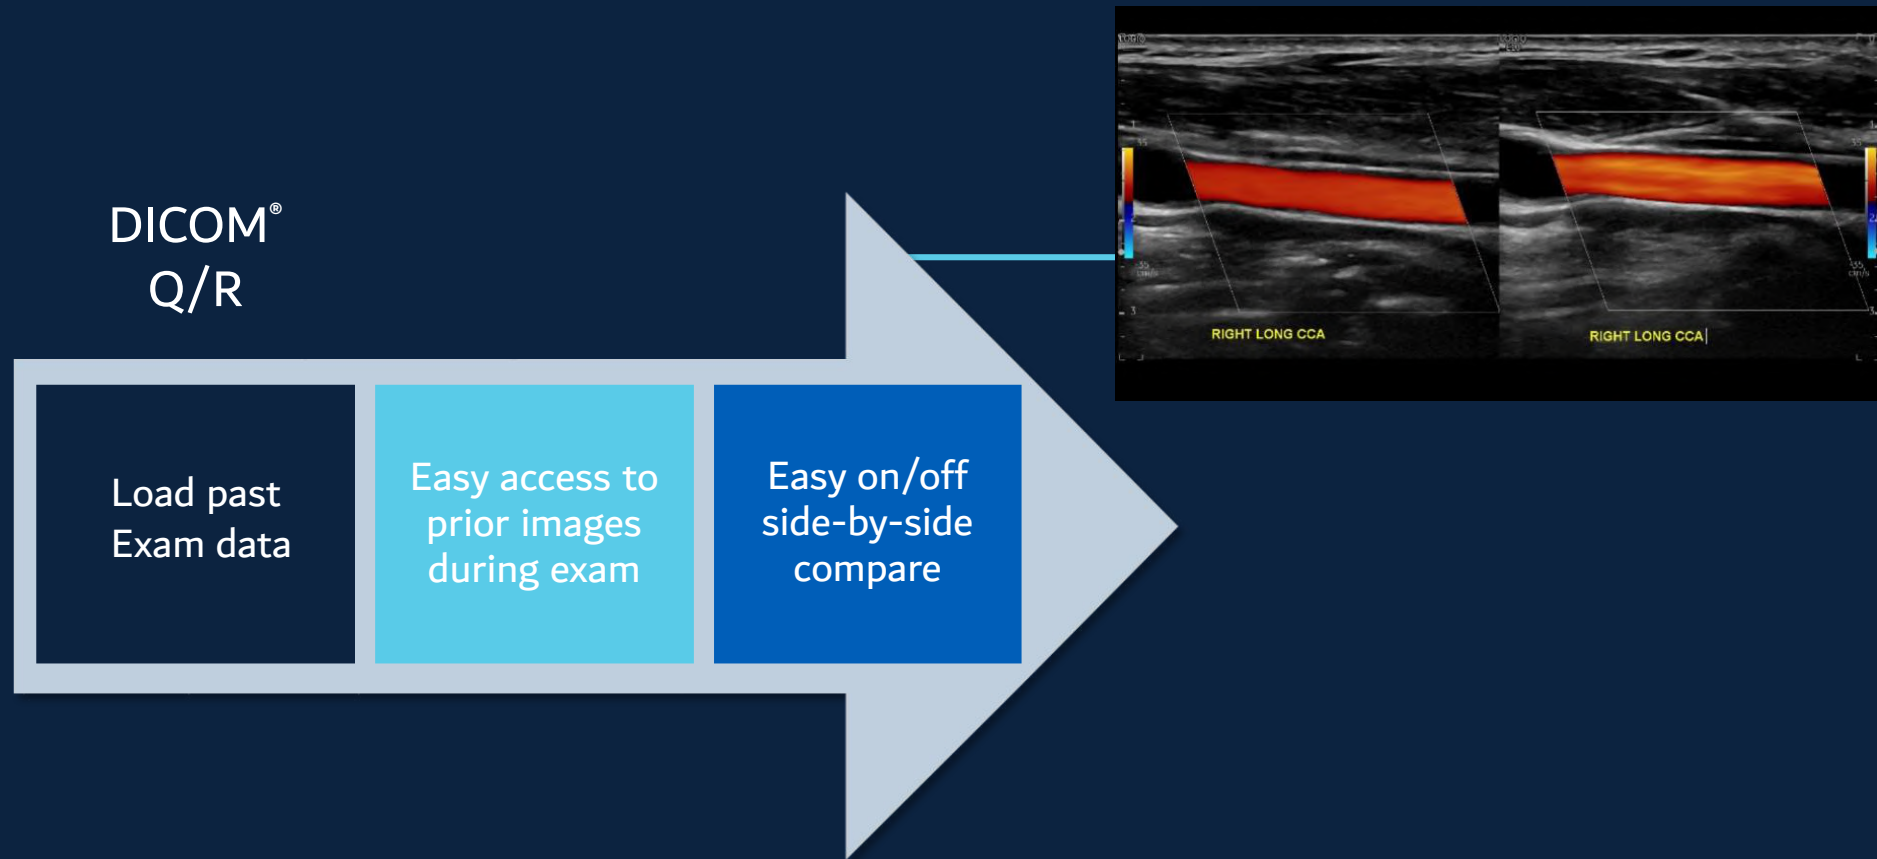 DICOM®
Q/R
Load past
Exam data
Easy access to
prior images
during exam
Easy on/off
side-by-side
compare
RIGHT LONG CCA
RIGHT LONG CCA